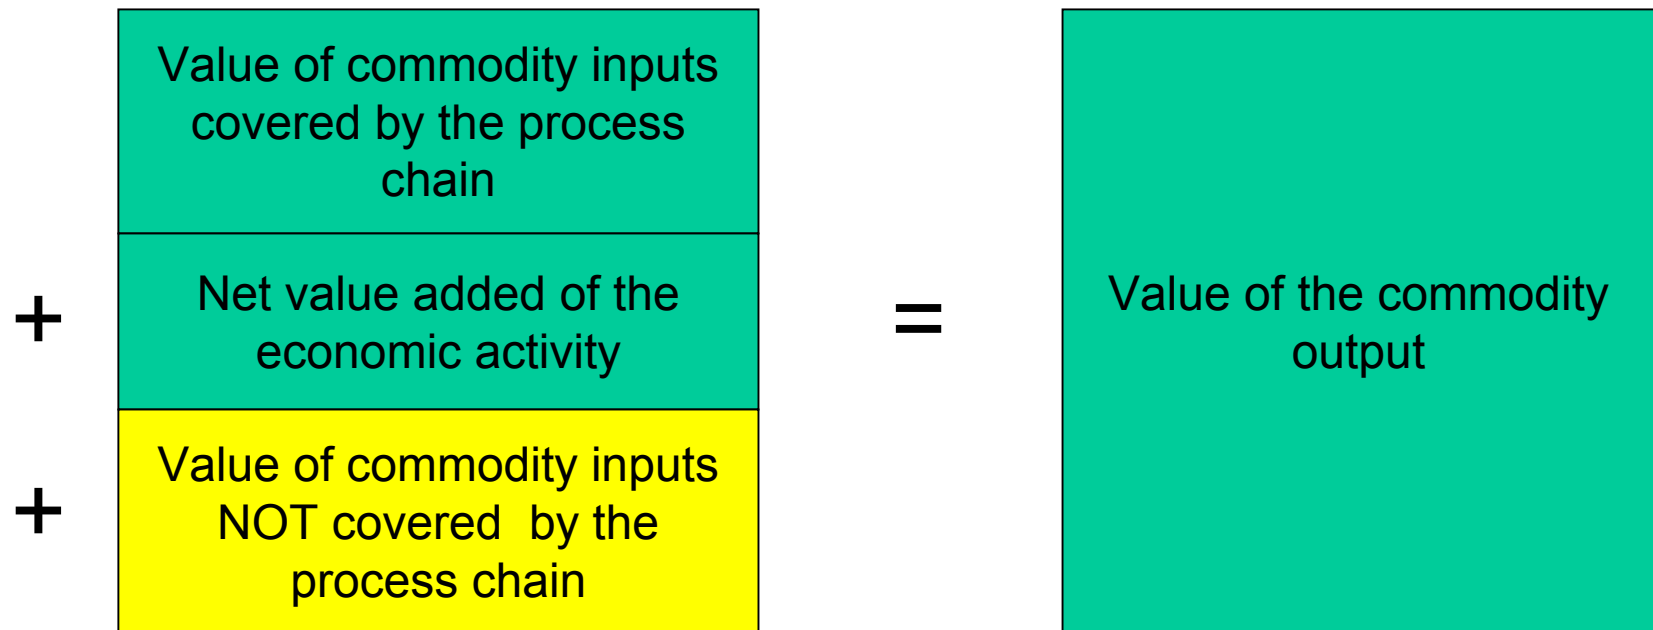 Value of commodity inputs
covered by the process
chain
+
Net value added of the
economic activity
=
Value of the commodity
output
+
Value of commodity inputs
NOT covered  by the
process chain